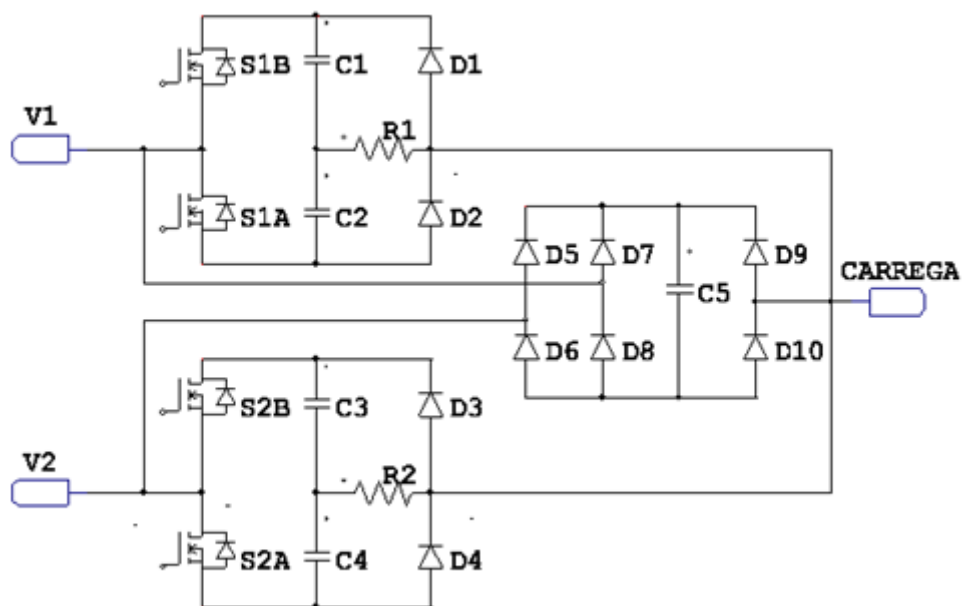 S1B C1 D1
V1
R1
S1A C2 D2
D5 D7 D9
CARREGA
C5
D6 D8 D10
S2B C3 D3
V2
R2
S2A C4 D4